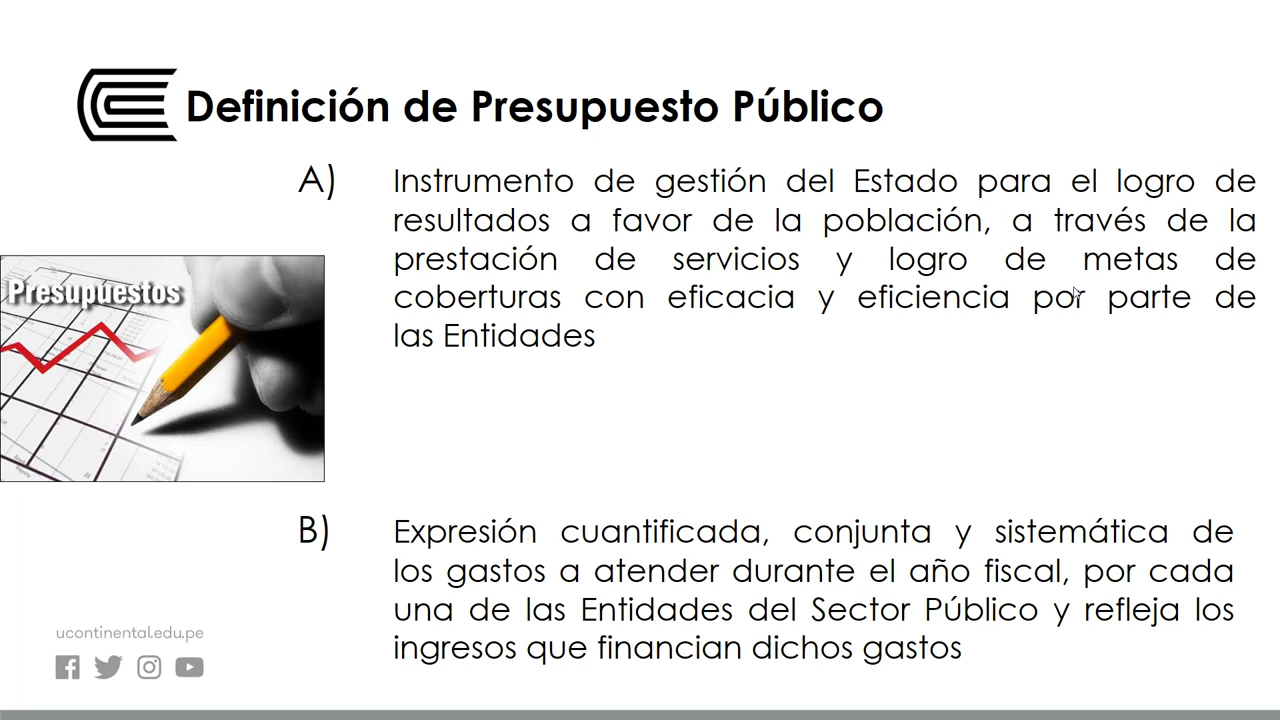 Definición de Presupuesto Público
A)
Instrumento de gestión del Estado para el logro de
resultados a favor de la población, a través de la
prestación de servicios y logro de metas de
coberturas con eficacia y eficiencia por parte de
las Entidades
Presupuestos
B)
Expresión cuantificada, conjunta y sistemática de
los gastos a atender durante el año fiscal, por cada
una de las Entidades del Sector Público y refleja los
ingresos que financian dichos gastos
ucontinental.edu.pe